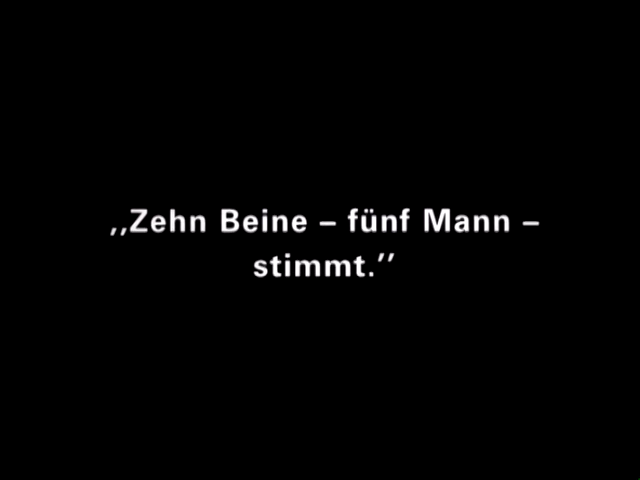 ,,Zehn Beine – fünf Mann –
stimmt.’’